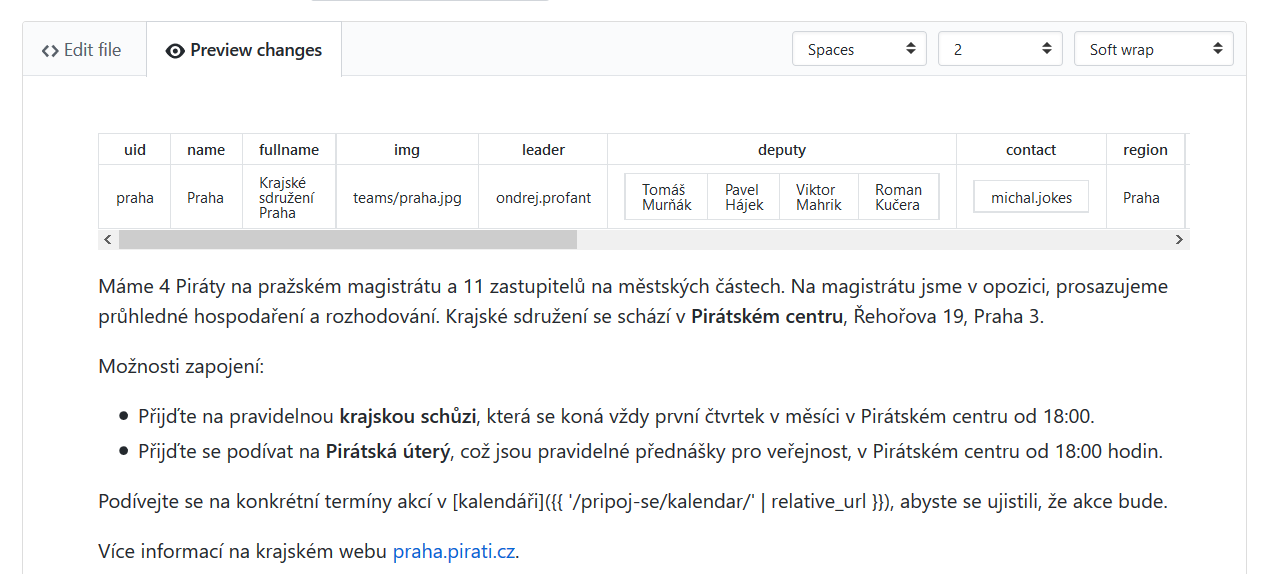 Edit file
Preview changes
Spaces
2
Soft wrap
uid name fullname img leader deputy contact region
praha Praha Krajské sdružení Praha teams/praha.jpg ondrej.profant Tomáš Murňák Pavel Hájek Viktor Mahrik Roman Kučera michal.jokes Praha
Máme 4 Piráty na pražském magistrátu a 11 zastupitelů na městských částech. Na magistrátu jsme v opozici, prosazujeme
průhledné hospodaření a rozhodování. Krajské sdružení se schází v Pirátském centru, Řehořova 19, Praha 3.
Možnosti zapojení:
Přijďte na pravidelnou krajskou schůzi, která se koná vždy první čtvrtek v měsíci v Pirátském centru od 18:00.
Přijďte se podívat na Pirátská úterý, což jsou pravidelné přednášky pro veřejnost, v Pirátském centru od 18:00 hodin.
Podívejte se na konkrétní termíny akcí v [kalendáři]({{ '/pripoj-se/kalendar/' | relative_url }}), abyste se ujistili, že akce bude.
Více informací na krajském webu praha.pirati.cz.